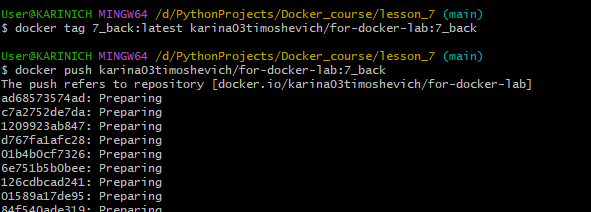 User@KARINICH MINGW64 /d/PythonProjects/Docker_course/lesson_7 (main)
$ docker tag 7_back:latest karina03timoshevich/for-docker-lab:7_back
User@KARINICH MINGW64 /d/PythonProjects/Docker_course/lesson_7 (main)
$ docker push karina03timoshevich/for-docker-lab:7_back
The push refers to repository [docker.io/karina03timoshevich/for-docker-lab]
ad68573574ad: Preparing
c7a2752de7da: Preparing
1209923ab847: Preparing
d767fa1afc28: Preparing
01b4b0cf7326: Preparing
6e751b5b0bee: Preparing
126cdbcad241: Preparing
01589a17de95: Preparing
84f540ade319: Preparing